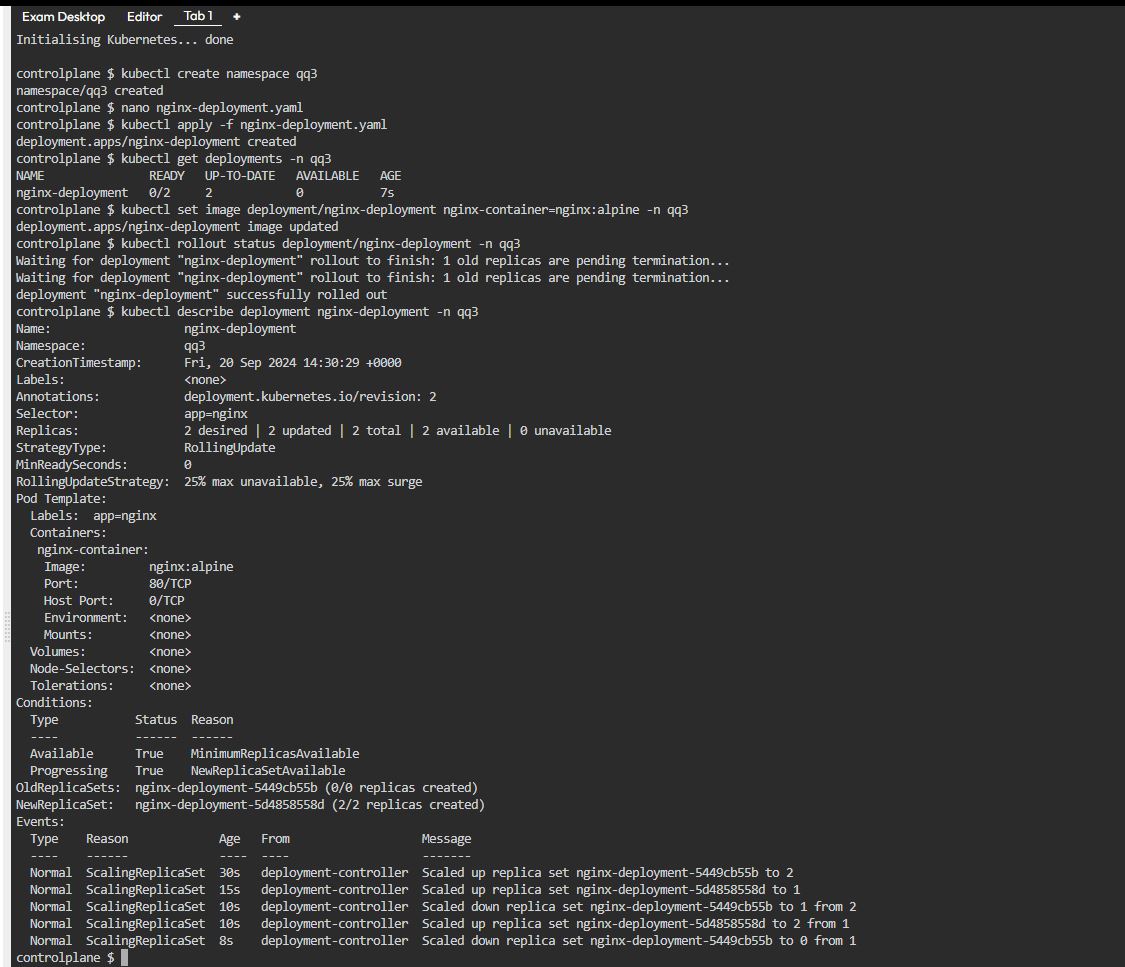 Exam Desktop Editor Tab 1 +
Initialising Kubernetes... done
controlplane $ kubectl create namespace qq3
namespace/qq3 created
controlplane $ nano nginx-deployment.yaml
controlplane $ kubectl apply -f nginx-deployment.yaml
deployment.apps/nginx-deployment created
controlplane $ kubectl get deployments -n qq3
NAME READY UP-TO-DATE AVAILABLE AGE
nginx-deployment 0/2 2 0 7s
controlplane $ kubectl set image deployment/nginx-deployment nginx-container=nginx:alpine -n qq3
deployment.apps/nginx-deployment image updated
controlplane $ kubectl rollout status deployment/nginx-deployment -n qq3
Waiting for deployment "nginx-deployment" rollout to finish: 1 old replicas are pending termination...
Waiting for deployment "nginx-deployment" rollout to finish: 1 old replicas are pending termination...
deployment "nginx-deployment" successfully rolled out
controlplane $ kubectl describe deployment nginx-deployment -n qq3
Name: nginx-deployment
Namespace: qq3
CreationTimestamp: Fri, 20 Sep 2024 14:30:29 +0000
Labels: <none>
Annotations: deployment.kubernetes.io/revision: 2
Selector: app=nginx
Replicas: 2 desired | 2 updated | 2 total | 2 available | 0 unavailable
StrategyType: RollingUpdate
MinReadySeconds: 0
RollingUpdateStrategy: 25% max unavailable, 25% max surge
Pod Template:
Labels: app=nginx
Containers:
nginx-container:
Image: nginx:alpine
Port: 80/TCP
Host Port: 0/TCP
Environment: <none>
Mounts: <none>
Volumes: <none>
Node-Selectors: <none>
Tolerations: <none>
Conditions:
Type Status Reason
---- ------ ------
Available True MinimumReplicasAvailable
Progressing True NewReplicaSetAvailable
OldReplicaSets: nginx-deployment-5449cb55b (0/0 replicas created)
NewReplicaSet: nginx-deployment-5d4858558d (2/2 replicas created)
Events:
Type Reason Age From Message
---- ------ ---- ---- -------
Normal ScalingReplicaSet 30s deployment-controller Scaled up replica set nginx-deployment-5449cb55b to 2
Normal ScalingReplicaSet 15s deployment-controller Scaled up replica set nginx-deployment-5d4858558d to 1
Normal ScalingReplicaSet 10s deployment-controller Scaled down replica set nginx-deployment-5449cb55b to 1 from 2
Normal ScalingReplicaSet 10s deployment-controller Scaled up replica set nginx-deployment-5d4858558d to 2 from 1
Normal ScalingReplicaSet 8s deployment-controller Scaled down replica set nginx-deployment-5449cb55b to 0 from 1
controlplane $